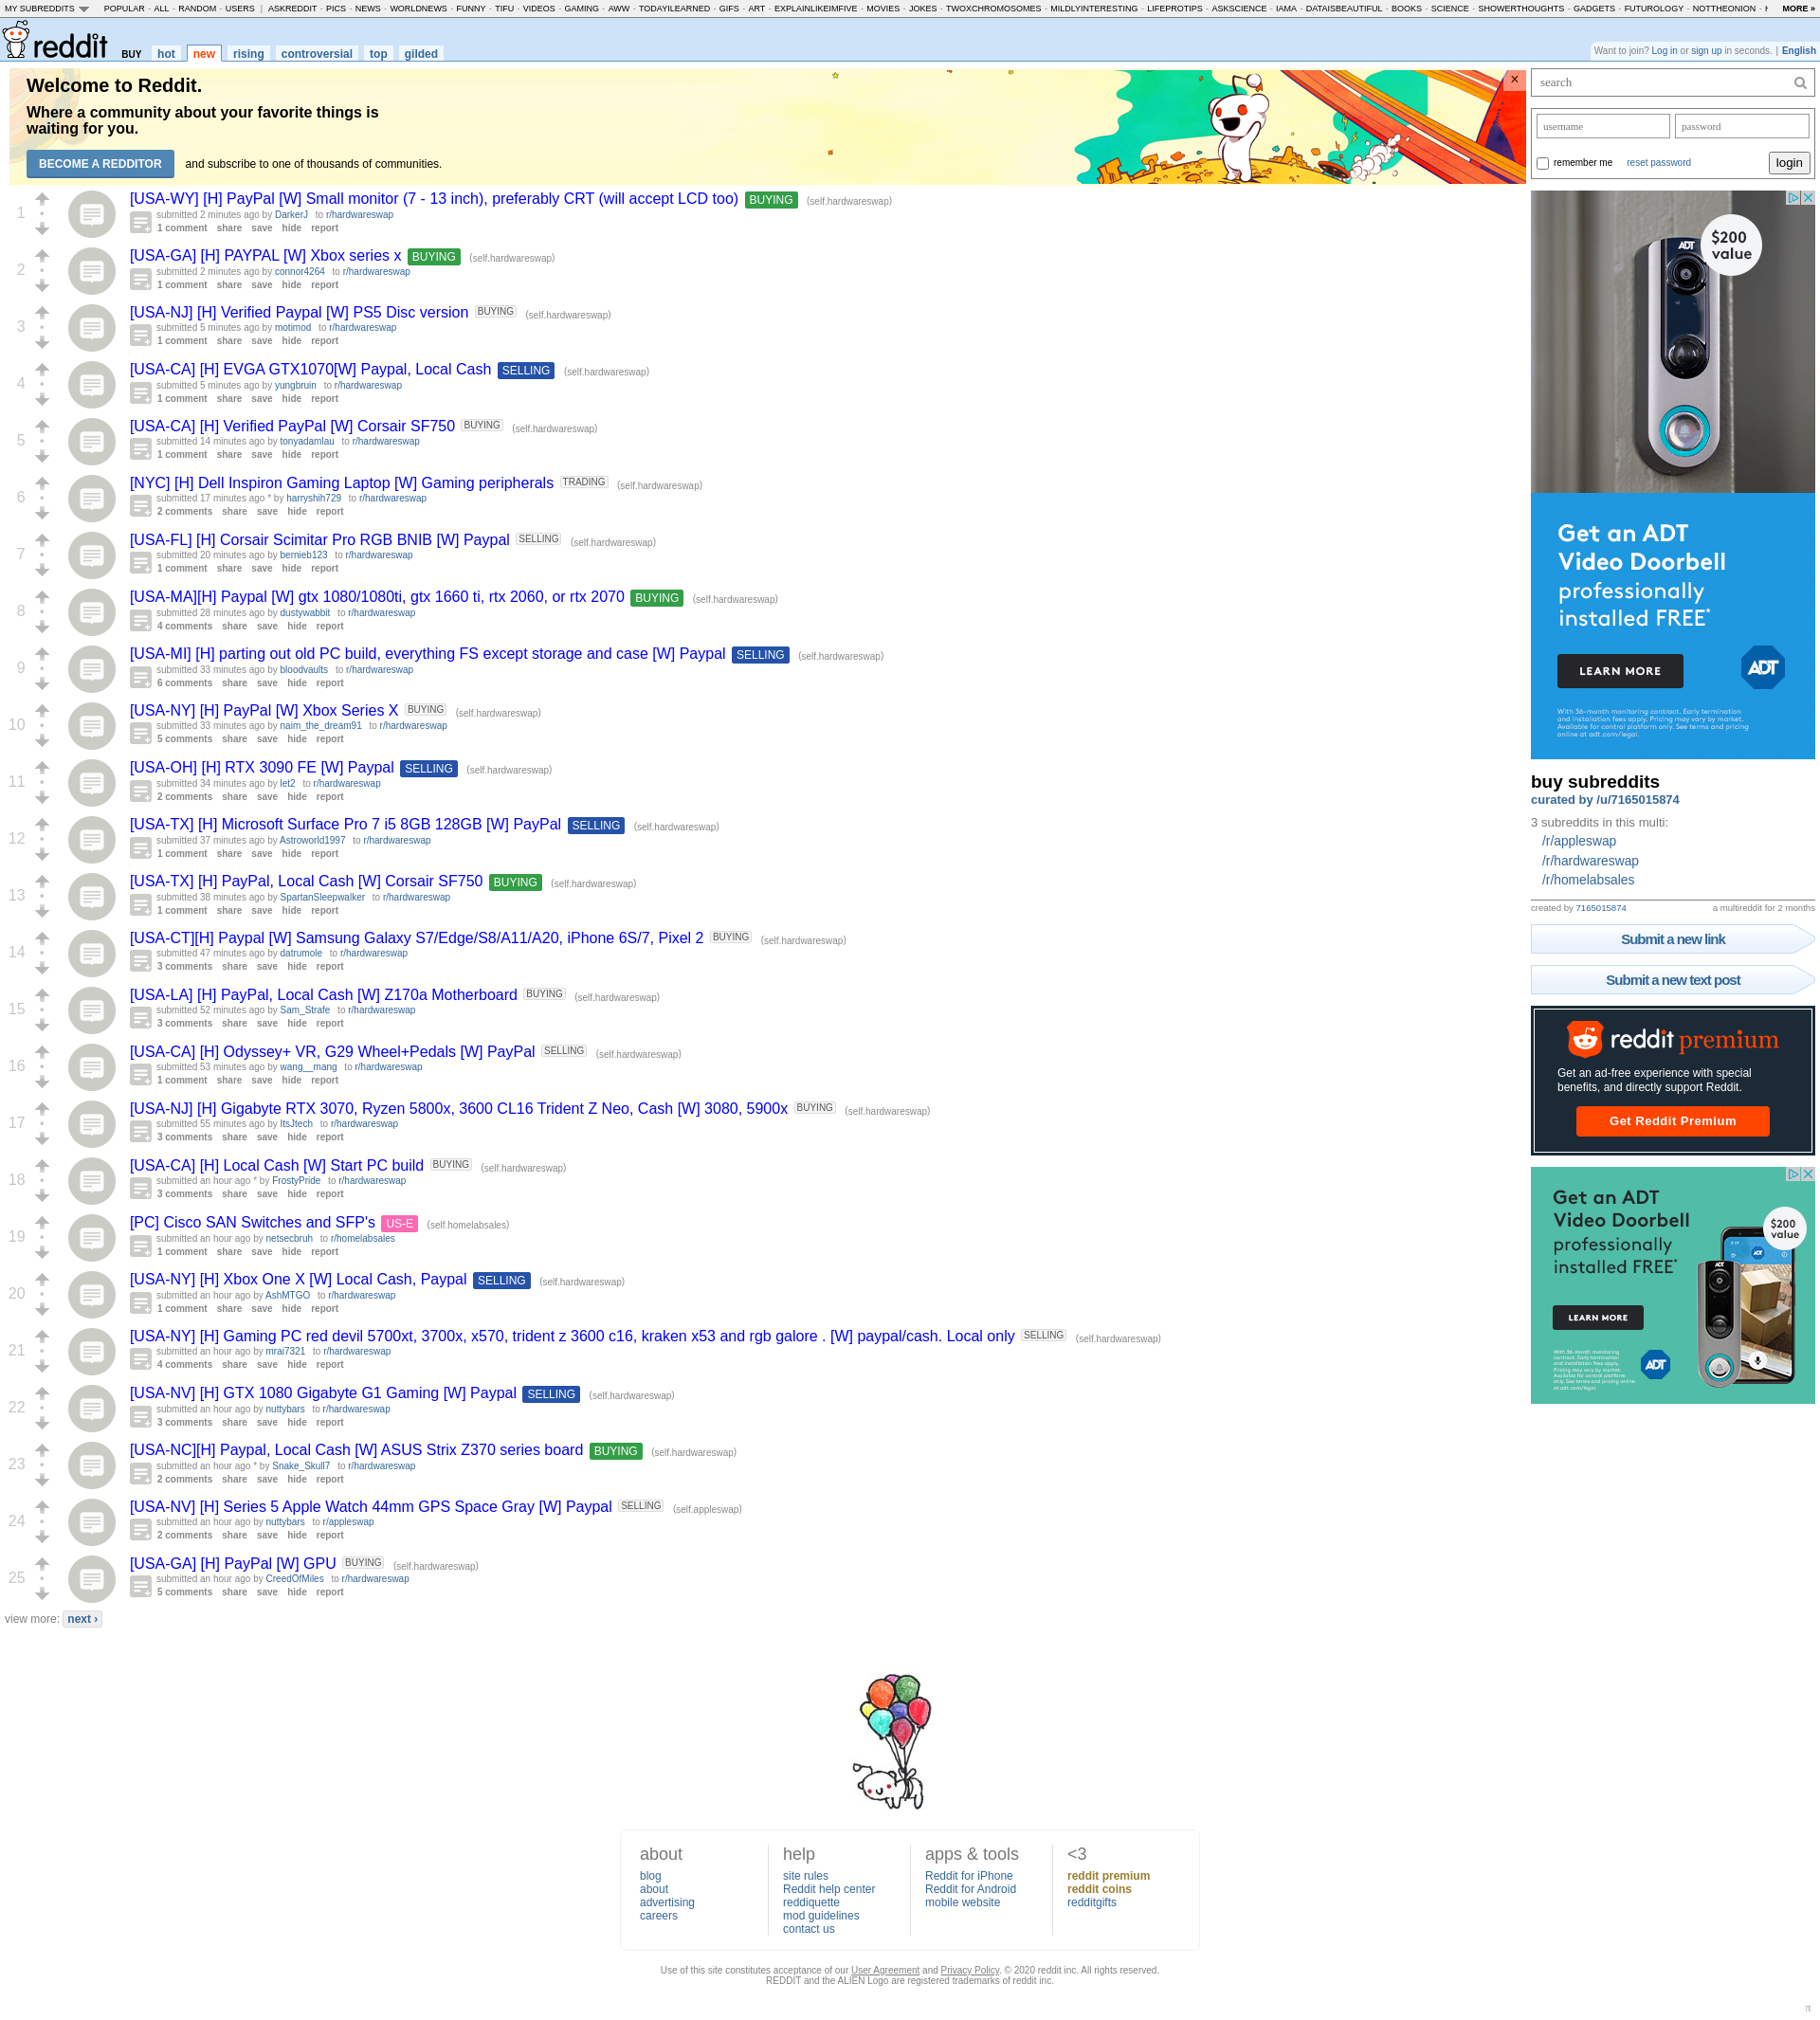 MY SUBREDDITS POPULAR - ALL - RANDOM - USERS | ASKREDDIT - PICS - NEWS - WORLDNEWS - FUNNY - TIFU - VIDEOS - GAMING - AWW - TODAYILEARNED - GIFS - ART - EXPLAINLIKEIMFIVE - MOVIES - JOKES - TWOXCHROMOSOMES - MILDLYINTERESTING - LIFEPROTIPS - ASKSCIENCE - IAMA - DATAISBEAUTIFUL - BOOKS - SCIENCE - SHOWERTHOUGHTS - GADGETS - FUTUROLOGY - NOTTHEONION - MORE »
reddit BUY hot new rising controversial top gilded
Want to join? Log in or sign up in seconds. | English
Welcome to Reddit.
Where a community about your favorite things is
waiting for you.
BECOME A REDDITOR and subscribe to one of thousands of communities.
×
1
[USA-WY] [H] PayPal [W] Small monitor (7 - 13 inch), preferably CRT (will accept LCD too) BUYING (self.hardwareswap)
submitted 2 minutes ago by DarkerJ to r/hardwareswap
1 comment share save hide report
2
[USA-GA] [H] PAYPAL [W] Xbox series x BUYING (self.hardwareswap)
submitted 2 minutes ago by connor4264 to r/hardwareswap
1 comment share save hide report
3
[USA-NJ] [H] Verified Paypal [W] PS5 Disc version BUYING (self.hardwareswap)
submitted 5 minutes ago by motimod to r/hardwareswap
1 comment share save hide report
4
[USA-CA] [H] EVGA GTX1070[W] Paypal, Local Cash SELLING (self.hardwareswap)
submitted 5 minutes ago by yungbruin to r/hardwareswap
1 comment share save hide report
5
[USA-CA] [H] Verified PayPal [W] Corsair SF750 BUYING (self.hardwareswap)
submitted 14 minutes ago by tonyadamlau to r/hardwareswap
1 comment share save hide report
6
[NYC] [H] Dell Inspiron Gaming Laptop [W] Gaming peripherals TRADING (self.hardwareswap)
submitted 17 minutes ago * by harryshih729 to r/hardwareswap
2 comments share save hide report
7
[USA-FL] [H] Corsair Scimitar Pro RGB BNIB [W] Paypal SELLING (self.hardwareswap)
submitted 20 minutes ago by bernieb123 to r/hardwareswap
1 comment share save hide report
8
[USA-MA][H] Paypal [W] gtx 1080/1080ti, gtx 1660 ti, rtx 2060, or rtx 2070 BUYING (self.hardwareswap)
submitted 28 minutes ago by dustywabbit to r/hardwareswap
4 comments share save hide report
9
[USA-MI] [H] parting out old PC build, everything FS except storage and case [W] Paypal SELLING (self.hardwareswap)
submitted 33 minutes ago by bloodvaults to r/hardwareswap
6 comments share save hide report
10
[USA-NY] [H] PayPal [W] Xbox Series X BUYING (self.hardwareswap)
submitted 33 minutes ago by naim_the_dream91 to r/hardwareswap
5 comments share save hide report
11
[USA-OH] [H] RTX 3090 FE [W] Paypal SELLING (self.hardwareswap)
submitted 34 minutes ago by let2 to r/hardwareswap
2 comments share save hide report
12
[USA-TX] [H] Microsoft Surface Pro 7 i5 8GB 128GB [W] PayPal SELLING (self.hardwareswap)
submitted 37 minutes ago by Astroworld1997 to r/hardwareswap
1 comment share save hide report
13
[USA-TX] [H] PayPal, Local Cash [W] Corsair SF750 BUYING (self.hardwareswap)
submitted 38 minutes ago by SpartanSleepwalker to r/hardwareswap
1 comment share save hide report
14
[USA-CT][H] Paypal [W] Samsung Galaxy S7/Edge/S8/A11/A20, iPhone 6S/7, Pixel 2 BUYING (self.hardwareswap)
submitted 47 minutes ago by datrumole to r/hardwareswap
3 comments share save hide report
15
[USA-LA] [H] PayPal, Local Cash [W] Z170a Motherboard BUYING (self.hardwareswap)
submitted 52 minutes ago by Sam_Strafe to r/hardwareswap
3 comments share save hide report
16
[USA-CA] [H] Odyssey+ VR, G29 Wheel+Pedals [W] PayPal SELLING (self.hardwareswap)
submitted 53 minutes ago by wang__mang to r/hardwareswap
1 comment share save hide report
17
[USA-NJ] [H] Gigabyte RTX 3070, Ryzen 5800x, 3600 CL16 Trident Z Neo, Cash [W] 3080, 5900x BUYING (self.hardwareswap)
submitted 55 minutes ago by ItsJtech to r/hardwareswap
3 comments share save hide report
18
[USA-CA] [H] Local Cash [W] Start PC build BUYING (self.hardwareswap)
submitted an hour ago * by FrostyPride to r/hardwareswap
3 comments share save hide report
19
[PC] Cisco SAN Switches and SFP's US-E (self.homelabsales)
submitted an hour ago by netsecbruh to r/homelabsales
1 comment share save hide report
20
[USA-NY] [H] Xbox One X [W] Local Cash, Paypal SELLING (self.hardwareswap)
submitted an hour ago by AshMTGO to r/hardwareswap
1 comment share save hide report
21
[USA-NY] [H] Gaming PC red devil 5700xt, 3700x, x570, trident z 3600 c16, kraken x53 and rgb galore . [W] paypal/cash. Local only SELLING (self.hardwareswap)
submitted an hour ago by mrai7321 to r/hardwareswap
4 comments share save hide report
22
[USA-NV] [H] GTX 1080 Gigabyte G1 Gaming [W] Paypal SELLING (self.hardwareswap)
submitted an hour ago by nuttybars to r/hardwareswap
3 comments share save hide report
23
[USA-NC][H] Paypal, Local Cash [W] ASUS Strix Z370 series board BUYING (self.hardwareswap)
submitted an hour ago * by Snake_Skull7 to r/hardwareswap
2 comments share save hide report
24
[USA-NV] [H] Series 5 Apple Watch 44mm GPS Space Gray [W] Paypal SELLING (self.appleswap)
submitted an hour ago by nuttybars to r/appleswap
2 comments share save hide report
25
[USA-GA] [H] PayPal [W] GPU BUYING (self.hardwareswap)
submitted an hour ago by CreedOfMiles to r/hardwareswap
5 comments share save hide report
view more: next ›
search
username password
remember me reset password login
ADT
$200
value
Get an ADT
Video Doorbell
professionally
installed FREE*
LEARN MORE
ADT
With 36-month monitoring contract. Early termination
and installation fees apply. Pricing may vary by market.
Available for control platform only. See terms and pricing
online at adt.com/legal.
buy subreddits
curated by /u/7165015874
3 subreddits in this multi:
/r/appleswap
/r/hardwareswap
/r/homelabsales
created by 7165015874 a multireddit for 2 months
Submit a new link
Submit a new text post
reddit premium
Get an ad-free experience with special
benefits, and directly support Reddit.
Get Reddit Premium
Get an ADT
Video Doorbell
professionally
installed FREE*
$200
value
LEARN MORE
ADT
With 36-month monitoring
contract. Early termination
and installation fees apply.
Pricing may vary by market.
Available for control platform
only. See terms and pricing online
at adt.com/legal.
ADT
about
blog
about
advertising
careers
help
site rules
Reddit help center
reddiquette
mod guidelines
contact us
apps & tools
Reddit for iPhone
Reddit for Android
mobile website
<3
reddit premium
reddit coins
redditgifts
Use of this site constitutes acceptance of our User Agreement and Privacy Policy. © 2020 reddit inc. All rights reserved.
REDDIT and the ALIEN Logo are registered trademarks of reddit inc.
π